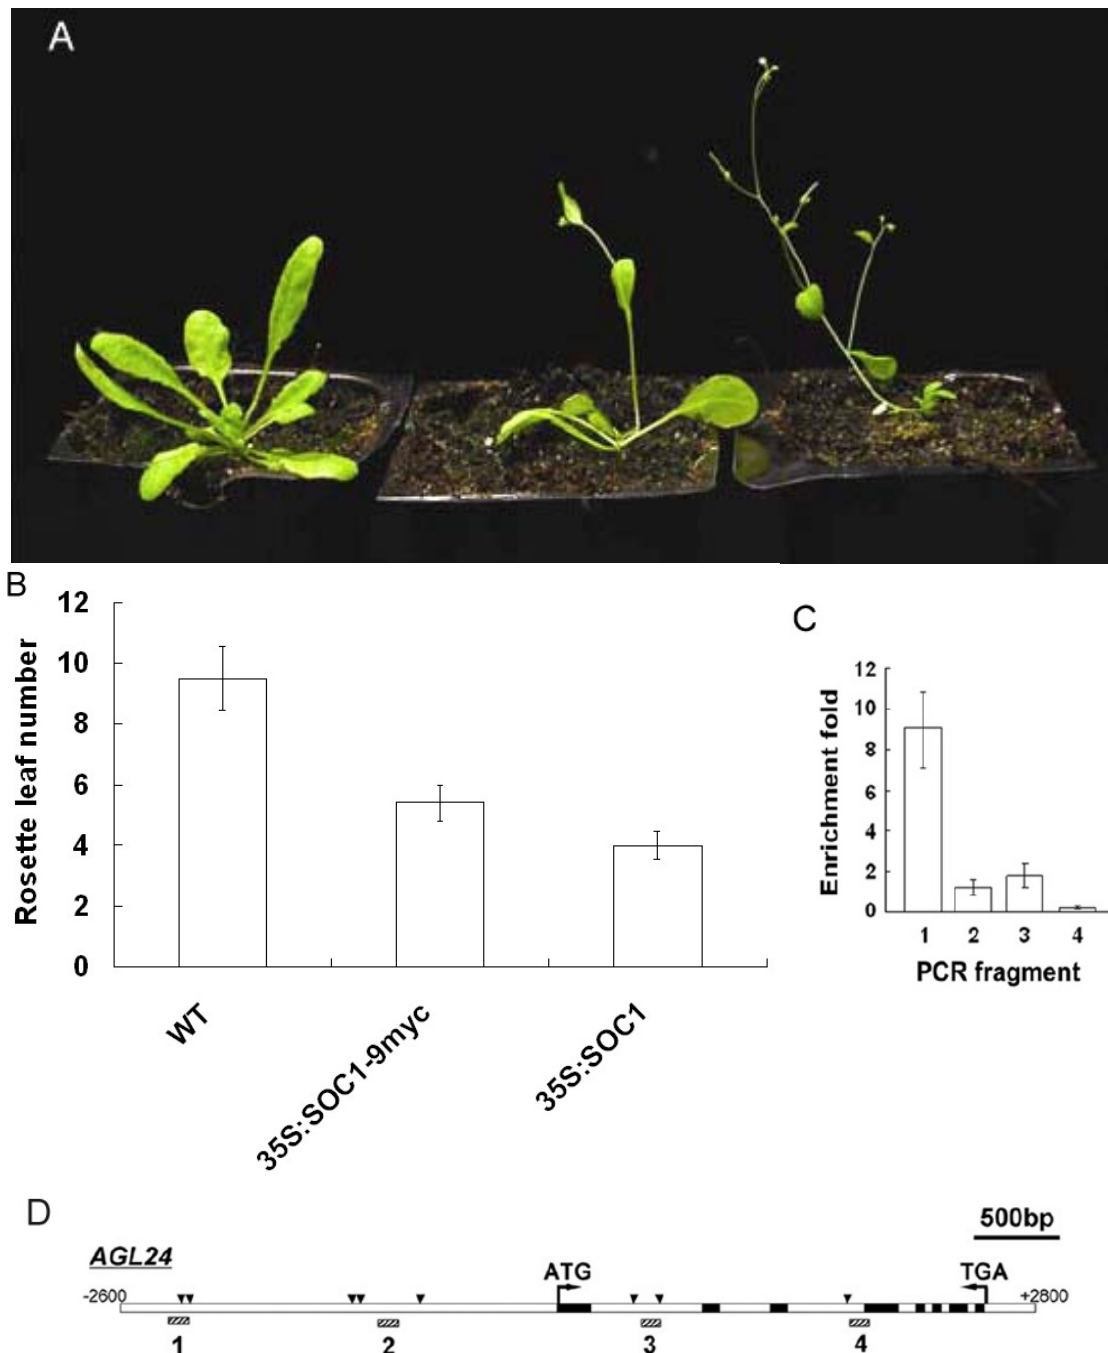 A
B
12
10
8
6
4
2
0
Rosette leaf number
WT
35S:SOC1-9myc
35S:SOC1
C
12
10
8
6
4
2
0
Enrichment fold
1 2 3 4
PCR fragment
D
500bp
AGL24
ATG TGA
-2600 +2800
1 2 3 4